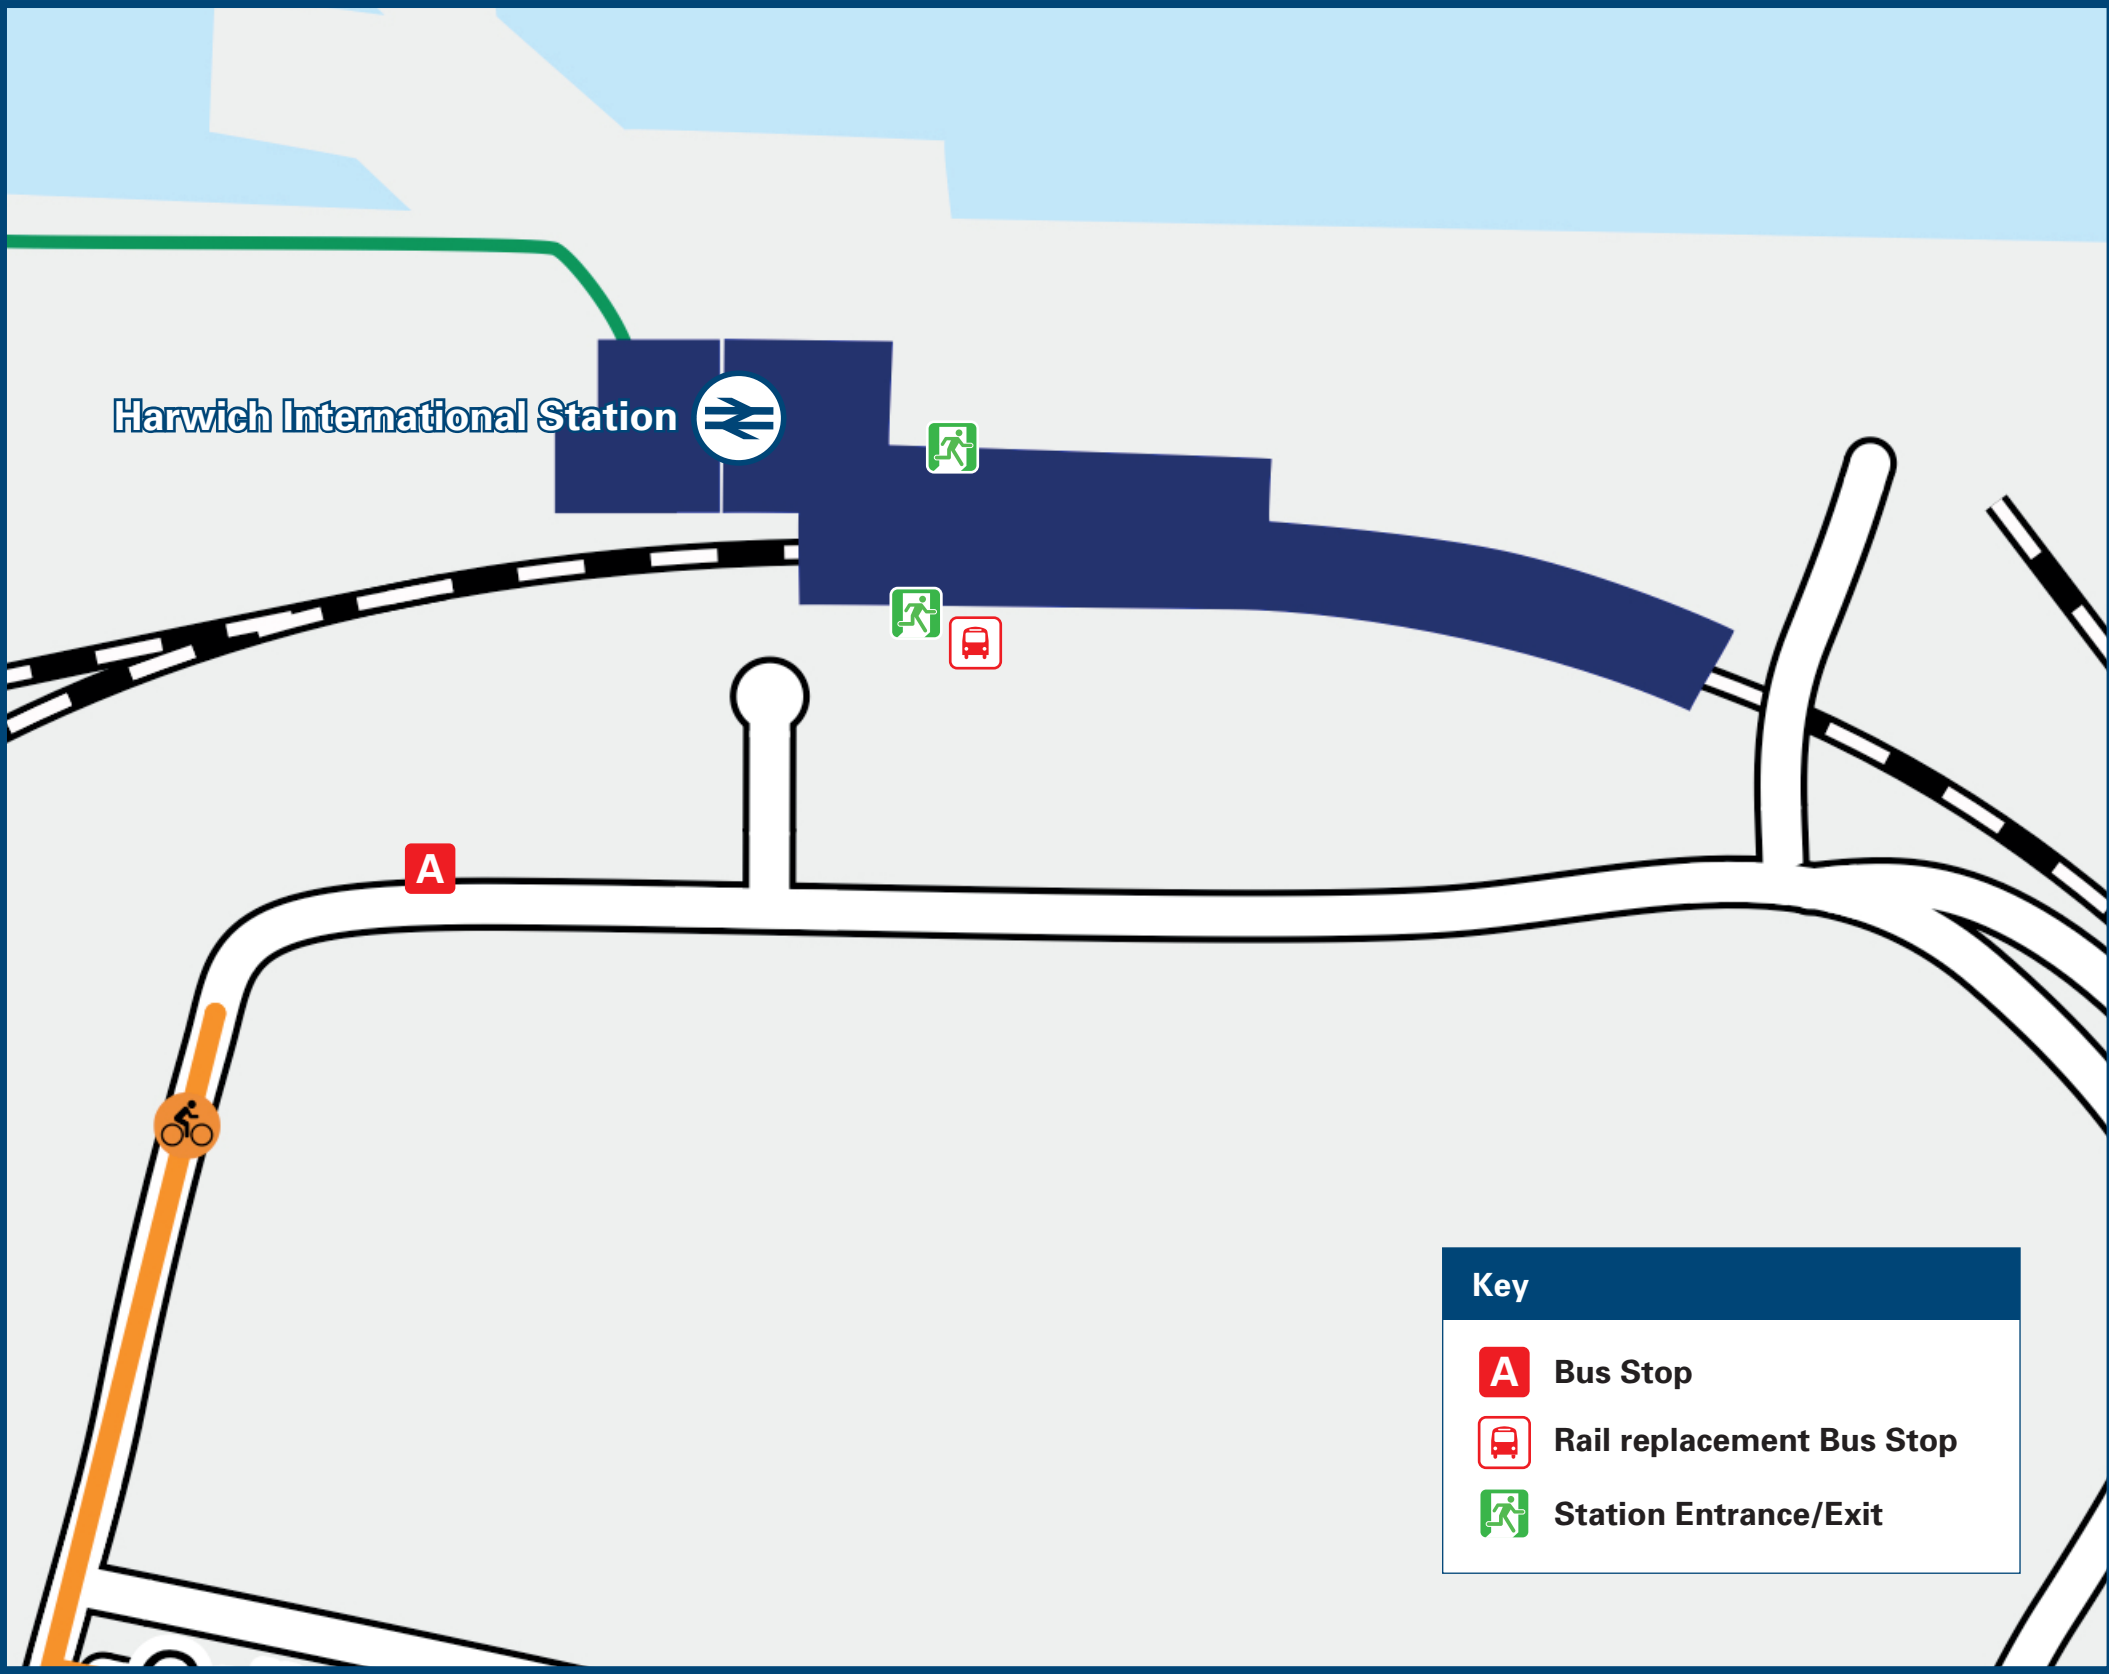 Harwich International Station
A
Key
A Bus Stop
Rail replacement Bus Stop
Station Entrance/Exit